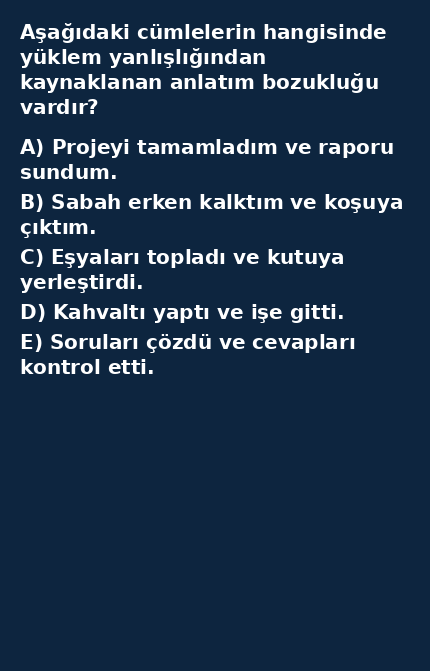 Aşağıdaki cümlelerin hangisinde
yüklem yanlışlığından
kaynaklanan anlatım bozukluğu
vardır?
A) Projeyi tamamladım ve raporu
sundum.
B) Sabah erken kalktım ve koşuya
çıktım.
C) Eşyaları topladı ve kutuya
yerleştirdi.
D) Kahvaltı yaptı ve işe gitti.
E) Soruları çözdü ve cevapları
kontrol etti.